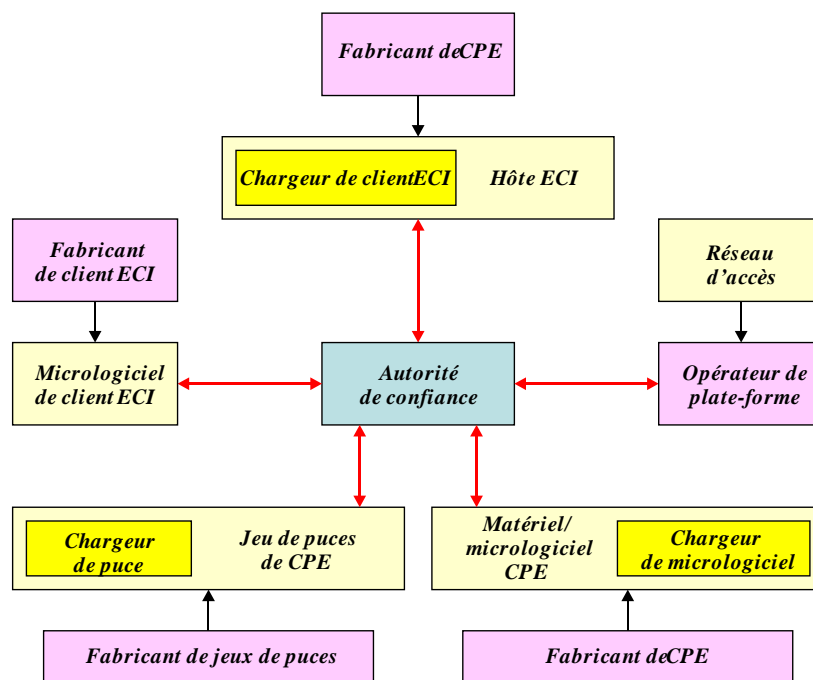 Fabricant deCPE
Chargeur de clientECI
Hôte ECI
Fabricant
de client ECI
Réseau
d'accès
Micrologiciel
de client ECI
Autorité
de confiance
Opérateur de
plate-forme
Chargeur
de puce
Jeu de puces
de CPE
Matériel/
micrologiciel
CPE
Chargeur
de micrologiciel
Fabricant de jeux de puces
Fabricant deCPE